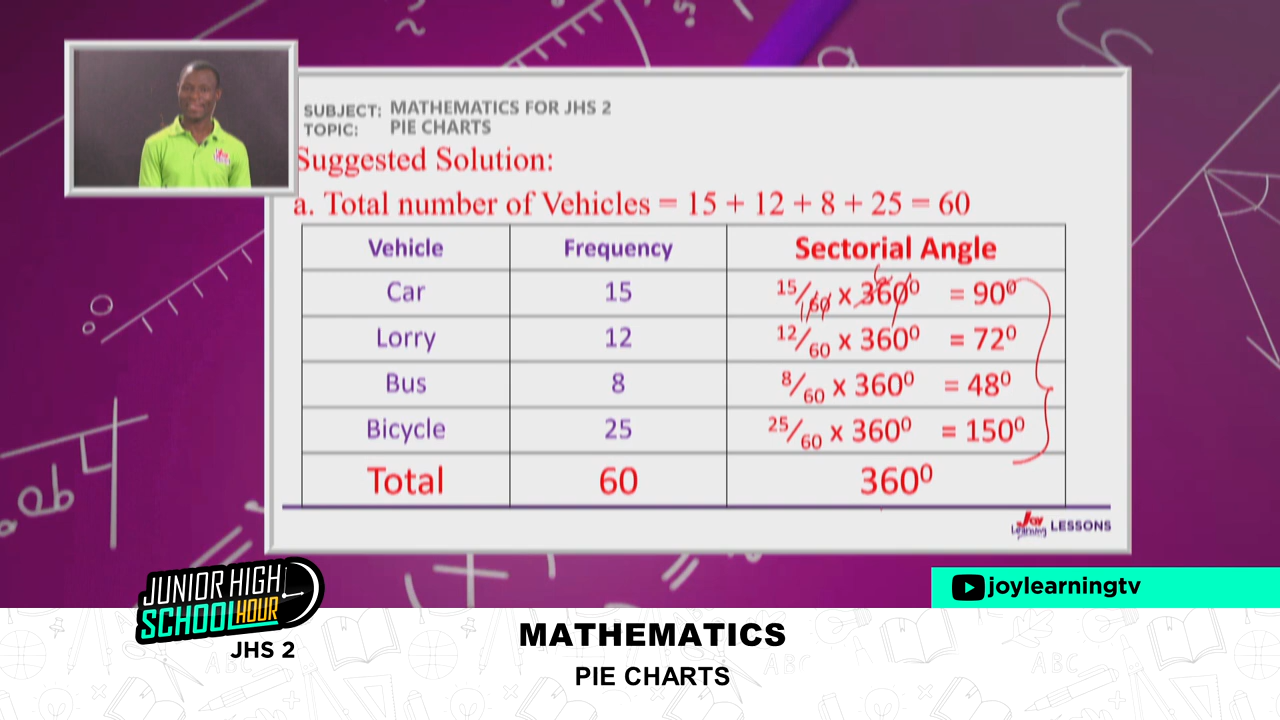 SUBJECT: MATHEMATICS FOR JHS 2
TOPIC: PIE CHARTS
Suggested Solution:
a. Total number of Vehicles = 15 + 12 + 8 + 25 = 60
Vehicle Frequency Sectorial Angle
Car 15 15/60 x 360⁰ = 90⁰
Lorry 12 12/60 x 360⁰ = 72⁰
Bus 8 8/60 x 360⁰ = 48⁰
Bicycle 25 25/60 x 360⁰ = 150⁰
Total 60 360⁰
Joy Learning LESSONS
joylearningtv
JUNIOR HIGH
SCHOOL HOUR
JHS 2
MATHEMATICS
PIE CHARTS